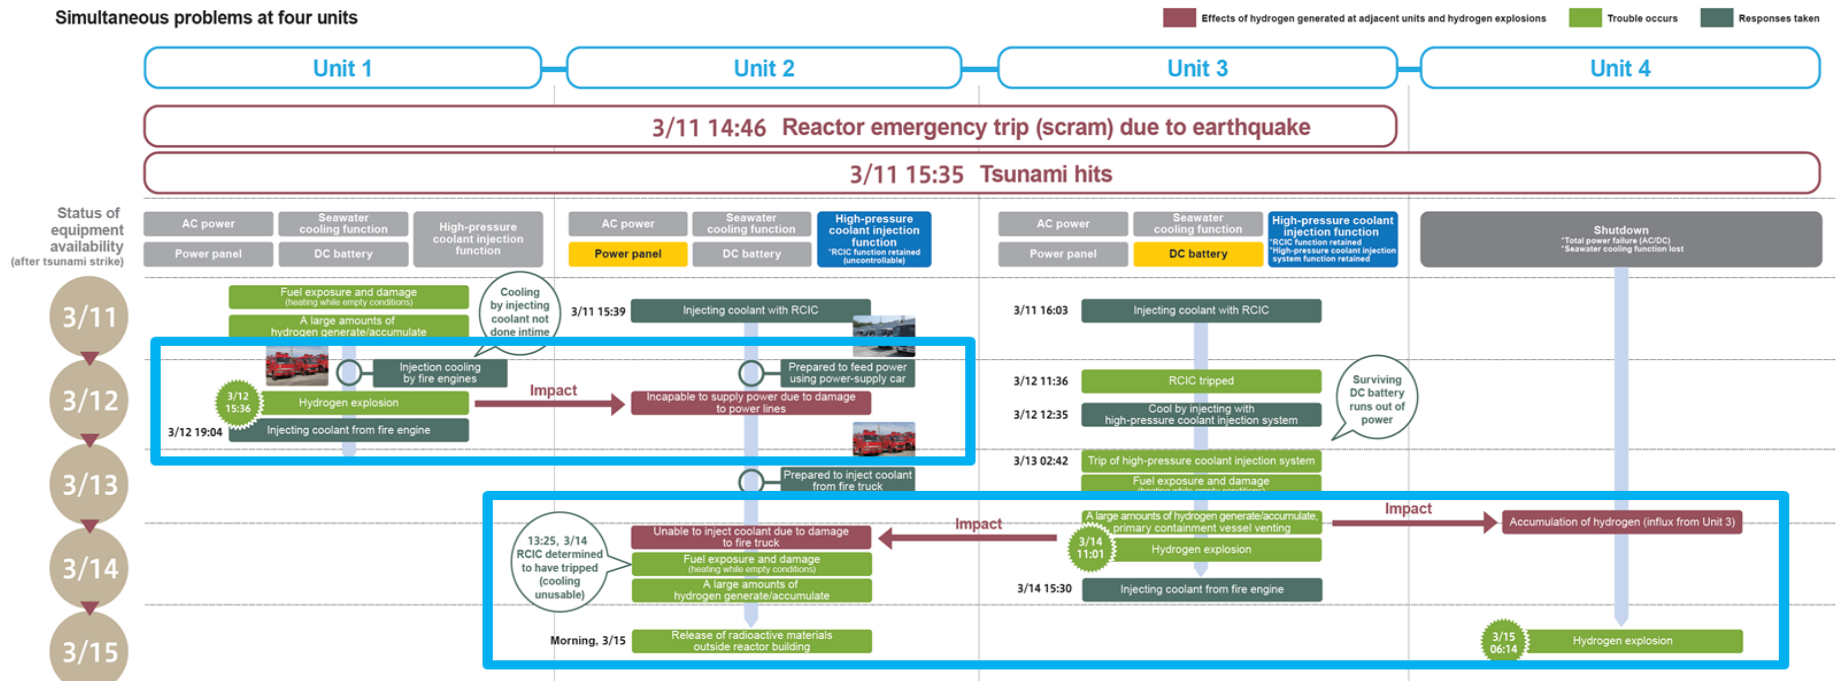 Simultaneous problems at four units
Effects of hydrogen generated at adjacent units and hydrogen explosions
Trouble occurs
Responses taken
Unit 1
Unit 2
Unit 3
Unit 4
3/11 14:46 Reactor emergency trip (scram) due to earthquake
3/11 15:35 Tsunami hits
Status of
equipment
availability
(after tsunami strike)
AC power
Seawater
cooling function
High-pressure
coolant injection
function
Power panel
DC battery
AC power
Seawater
cooling function
High-pressure
coolant injection
function
*RCIC function retained
(uncontrollable)
Power panel
DC battery
AC power
Seawater
cooling function
High-pressure coolant
injection function
*RCIC function retained
*High-pressure coolant injection
system function retained
Power panel
DC battery
Shutdown
*Total power failure (AC/DC)
*Seawater cooling function lost
3/11
Fuel exposure and damage
(heating while empty conditions)
A large amounts of
hydrogen generate/accumulate
Cooling
by injecting
coolant not
done intime
3/11 15:39
Injecting coolant with RCIC
3/11 16:03
Injecting coolant with RCIC
3/12
Injection cooling
by fire engines
3/12
15:36
Hydrogen explosion
3/12 19:04
Injecting coolant from fire engine
Impact
Prepared to feed power
using power-supply car
Incapable to supply power due to damage
to power lines
3/12 11:36
RCIC tripped
3/12 12:35
Cool by injecting with
high-pressure coolant injection system
Surviving
DC battery
runs out of
power
3/13
Prepared to inject coolant
from fire truck
3/13 02:42
Trip of high-pressure coolant injection system
Fuel exposure and damage
(heating while empty conditions)
3/14
13:25, 3/14
RCIC determined
to have tripped
(cooling
unusable)
Unable to inject coolant due to damage
to fire truck
Fuel exposure and damage
(heating while empty conditions)
A large amounts of
hydrogen generate/accumulate
Impact
A large amounts of hydrogen generate/accumulate,
primary containment vessel venting
3/14
11:01
Hydrogen explosion
3/14 15:30
Injecting coolant from fire engine
Impact
Accumulation of hydrogen (influx from Unit 3)
3/15
Morning, 3/15
Release of radioactive materials
outside reactor building
3/15
06:14
Hydrogen explosion